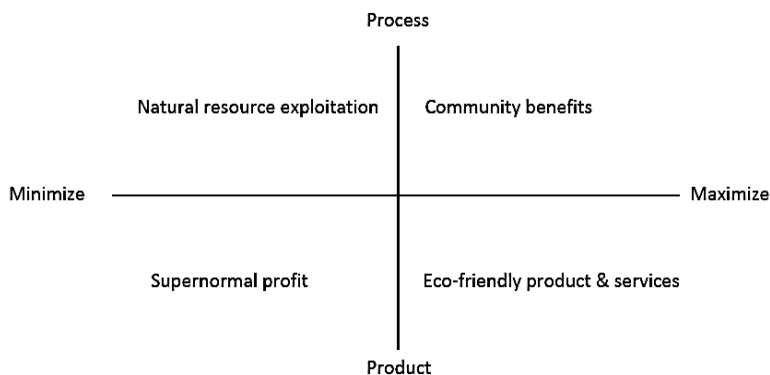 Process
Natural resource exploitation
Community benefits
Minimize
Maximize
Supernormal profit
Eco-friendly product & services
Product